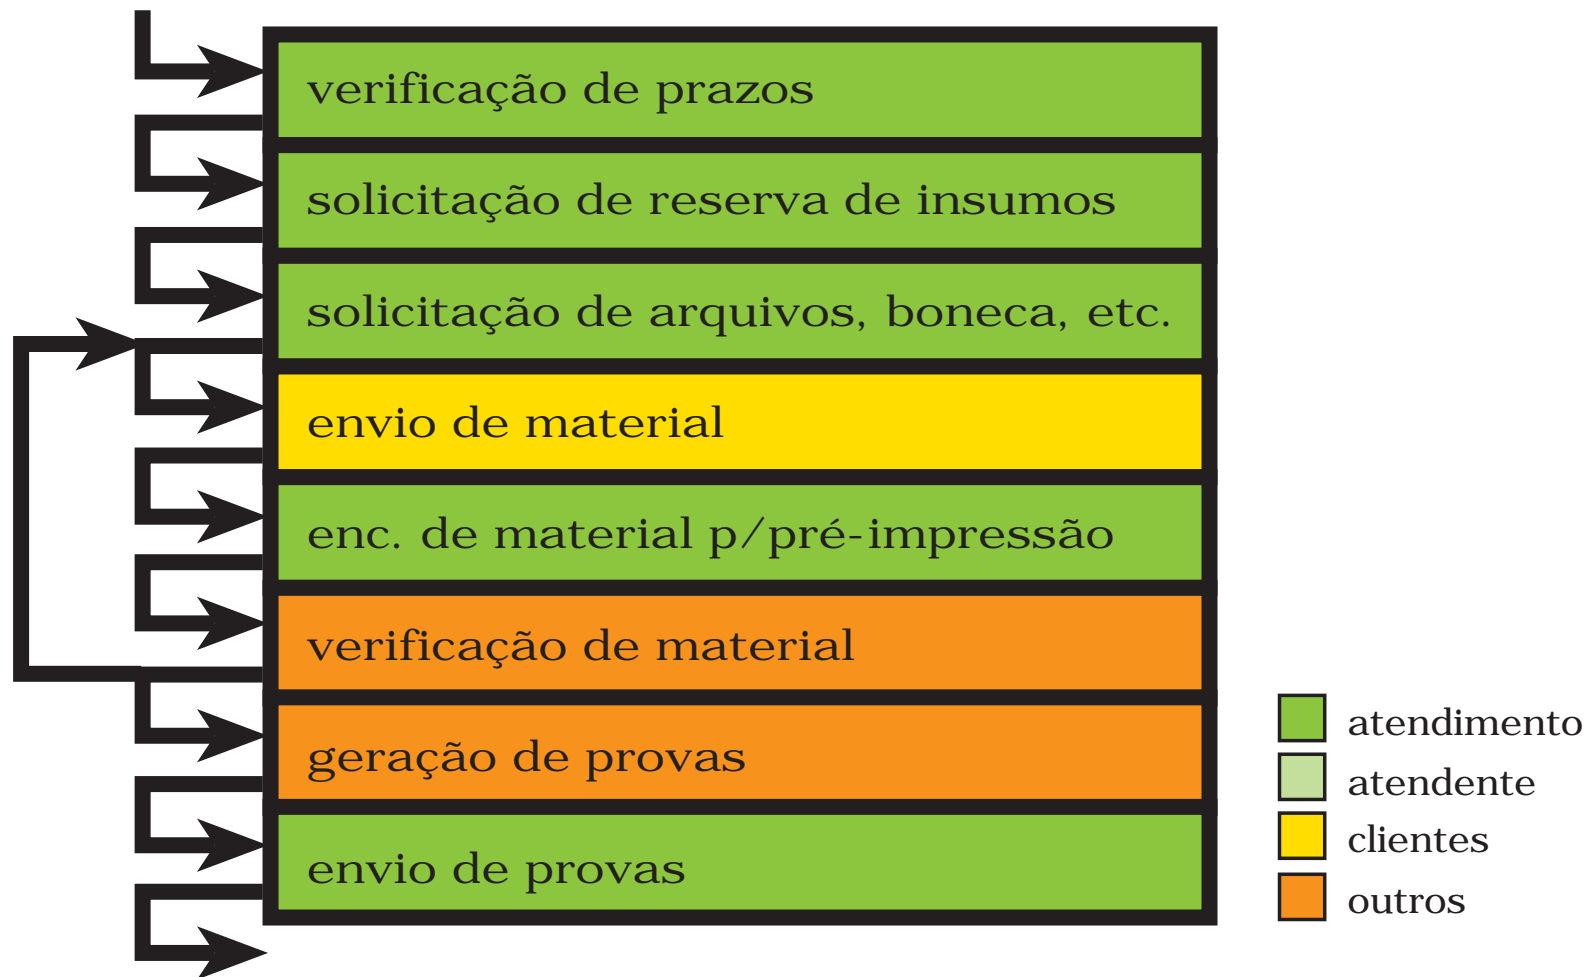 verificação de prazos
solicitação de reserva de insumos
solicitação de arquivos, boneca, etc.
envio de material
enc. de material p/pré-impressão
verificação de material
geração de provas
envio de provas
atendimento
atendente
clientes
outros